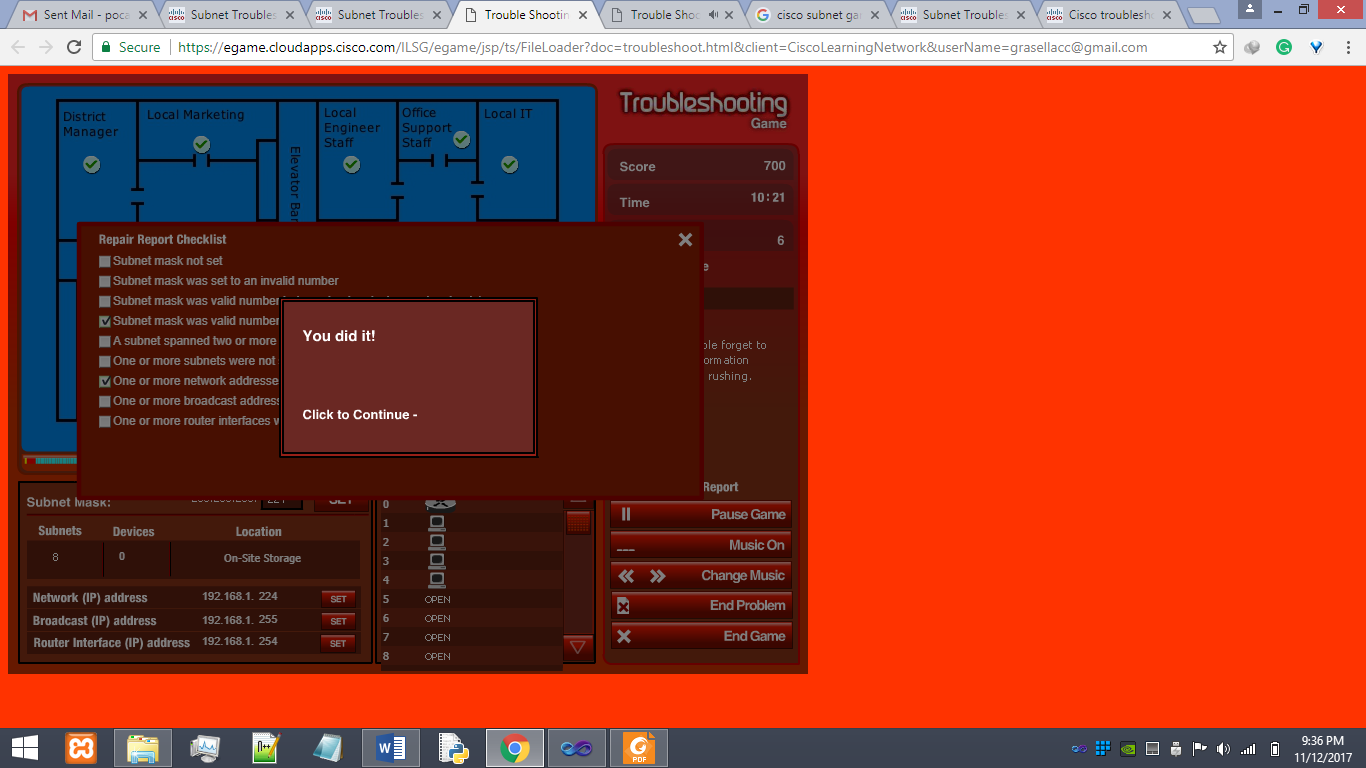 Sent Mail - poca
Subnet Troubles
Subnet Troubles
Trouble Shootin
Trouble Shoo
cisco subnet ga
Subnet Troubles
Cisco troublesh
Secure
https://egame.cloudapps.cisco.com/ILSG/egame/jsp/ts/FileLoader?doc=troubleshoot.html&client=CiscoLearningNetwork&userName=grasellacc@gmail.com
District
Manager
Local Marketing
Elevator Ban
Local
Engineer
Staff
Office
Support
Staff
Local IT
Troubleshooting
Game
Score 700
Time 10:21
6
Repair Report Checklist
Subnet mask not set
Subnet mask was set to an invalid number
Subnet mask was valid number
Subnet mask was valid number
A subnet spanned two or more
One or more subnets were not
One or more network addresse
One or more broadcast address
One or more router interfaces
You did it!
Click to Continue -
ble forget to
ormation
rushing.
Report
Pause Game
Music On
Change Music
End Problem
End Game
Subnet Mask:
SET
Subnets Devices Location
8 0 On-Site Storage
Network (IP) address 192.168.1. 224 SET
Broadcast (IP) address 192.168.1. 255 SET
Router Interface (IP) address 192.168.1. 254 SET
0
1
2
3
4
5 OPEN
6 OPEN
7 OPEN
8 OPEN
PDF
9:36 PM
11/12/2017